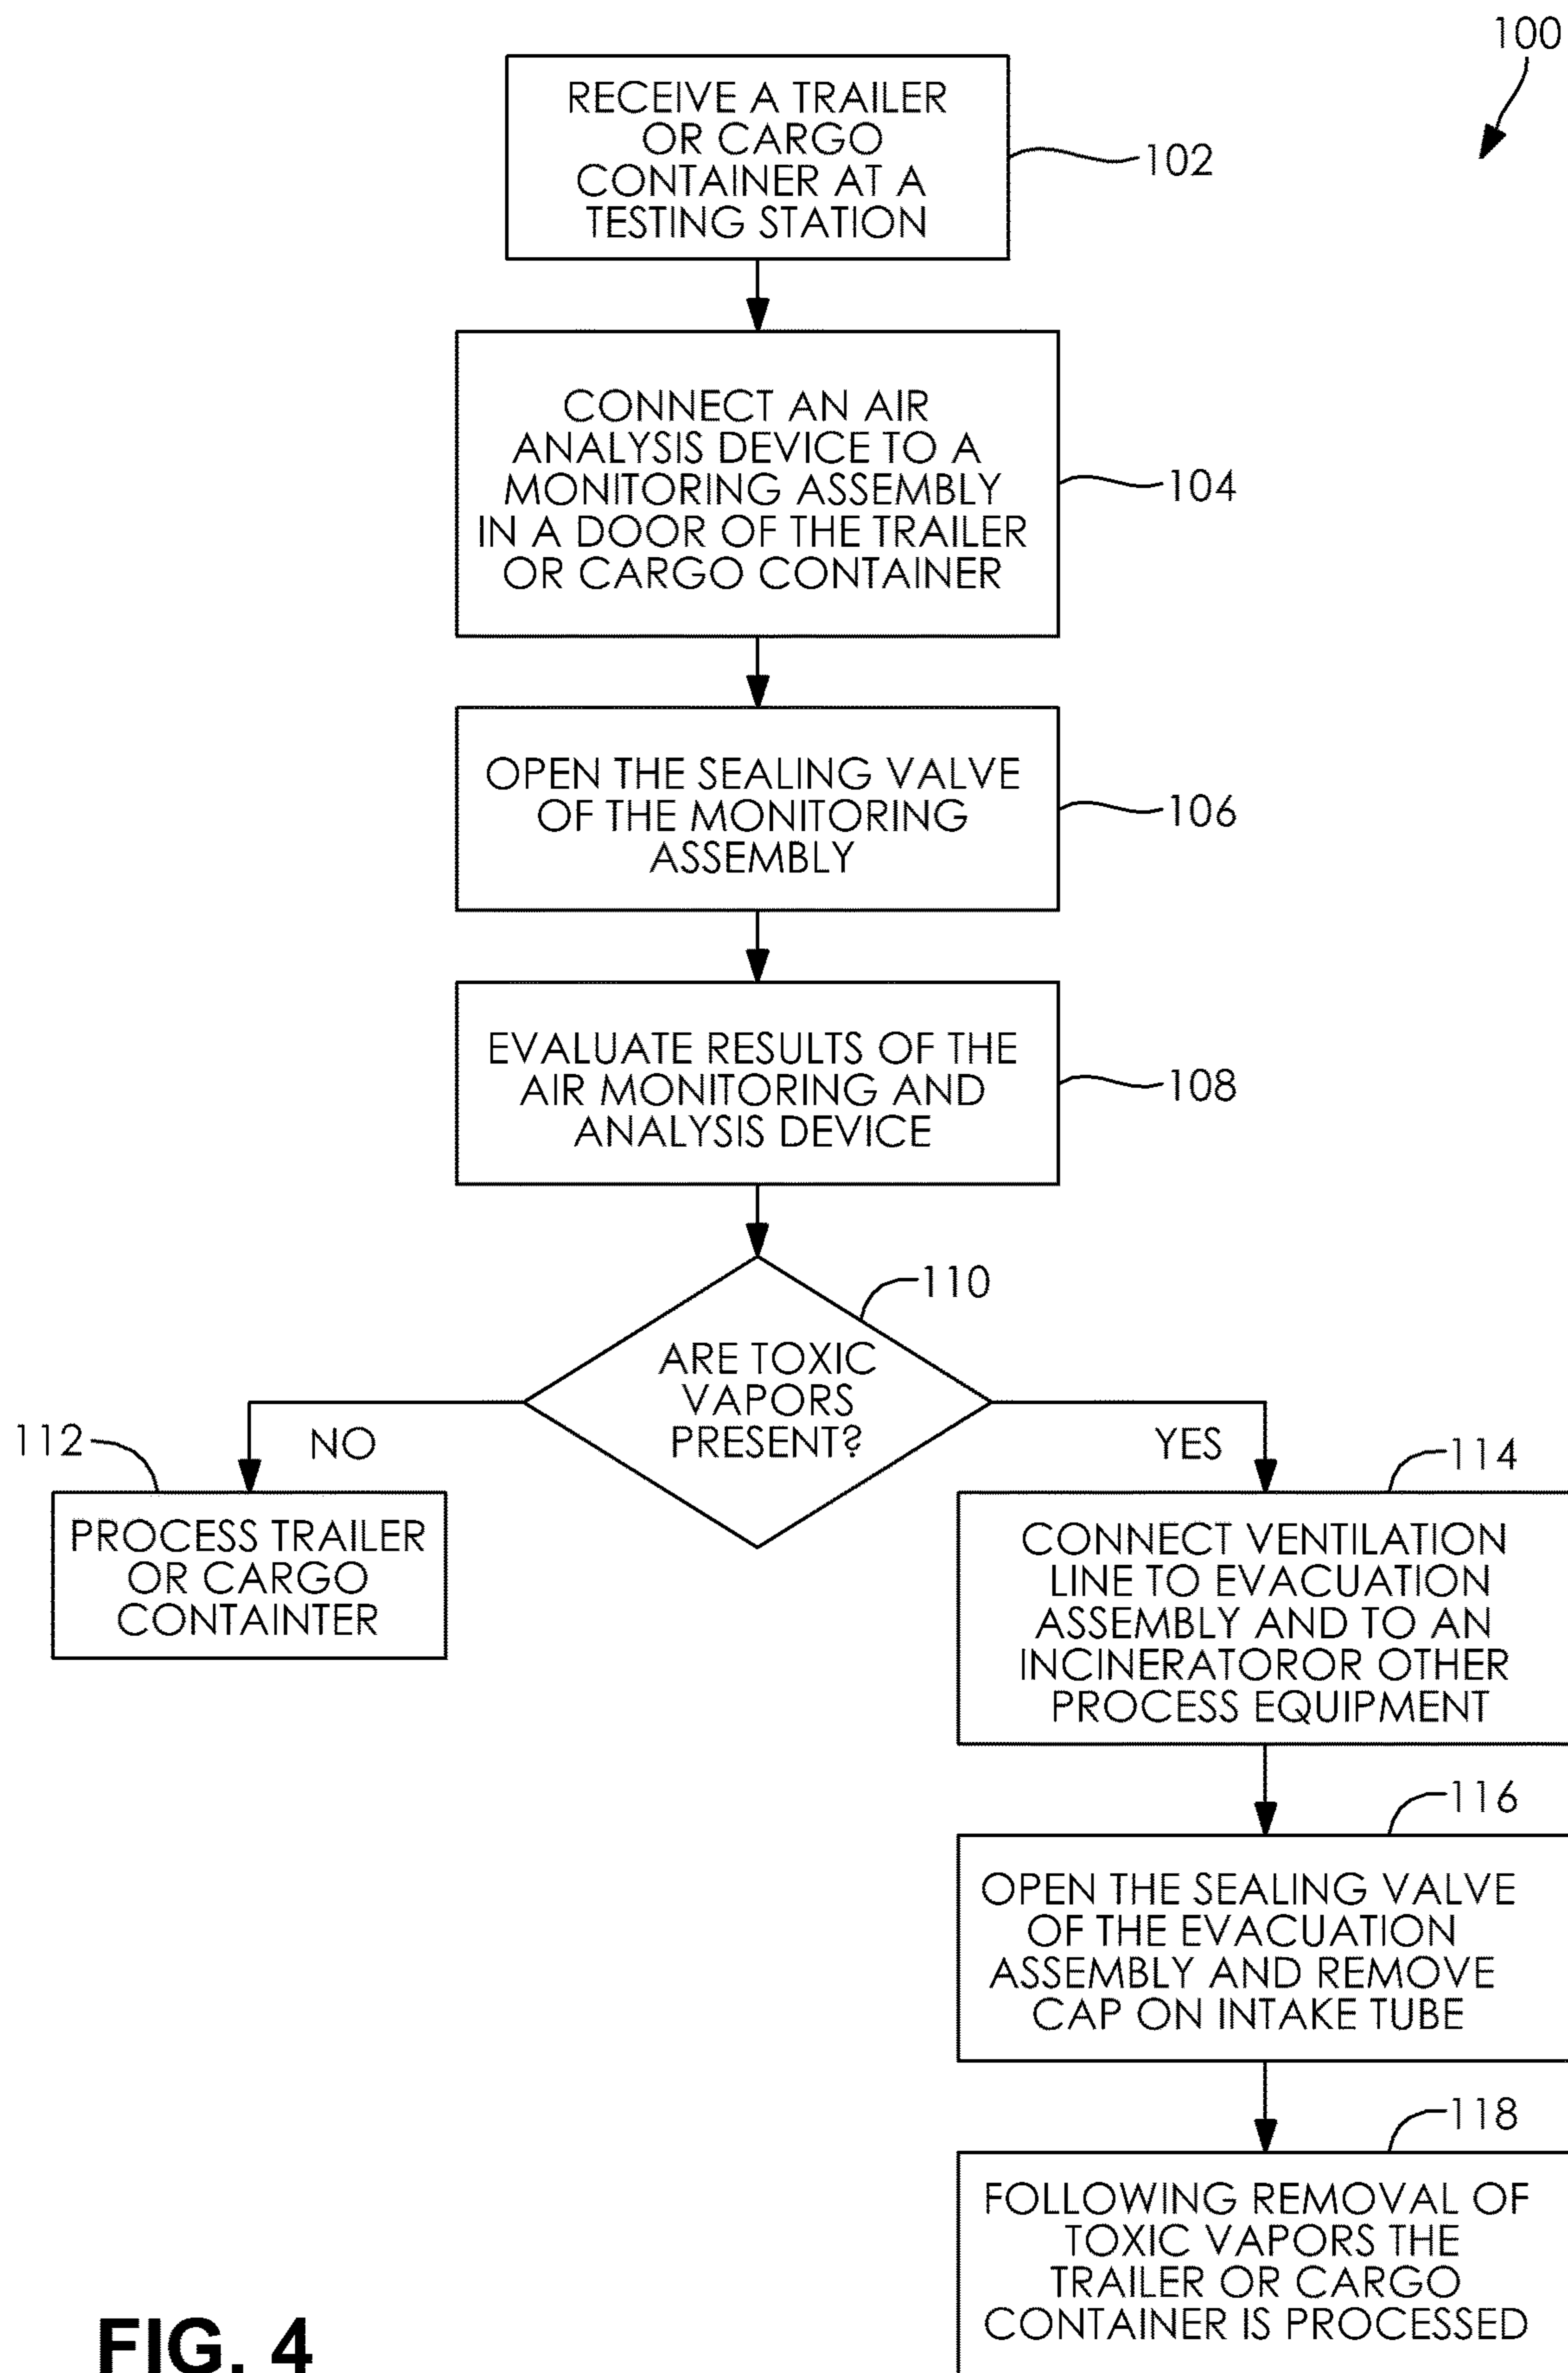 100
RECEIVE A TRAILER
OR CARGO
CONTAINER AT A
TESTING STATION
102
CONNECT AN AIR
ANALYSIS DEVICE TO A
MONITORING ASSEMBLY
IN A DOOR OF THE TRAILER
OR CARGO CONTAINER
104
OPEN THE SEALING VALVE
OF THE MONITORING
ASSEMBLY
106
EVALUATE RESULTS OF THE
AIR MONITORING AND
ANALYSIS DEVICE
108
110
ARE TOXIC
VAPORS
PRESENT?
NO
112
PROCESS TRAILER
OR CARGO
CONTAINTER
YES
114
CONNECT VENTILATION
LINE TO EVACUATION
ASSEMBLY AND TO AN
INCINERATOROR OTHER
PROCESS EQUIPMENT
116
OPEN THE SEALING VALVE
OF THE EVACUATION
ASSEMBLY AND REMOVE
CAP ON INTAKE TUBE
118
FOLLOWING REMOVAL OF
TOXIC VAPORS THE
TRAILER OR CARGO
CONTAINER IS PROCESSED
FIG. 4